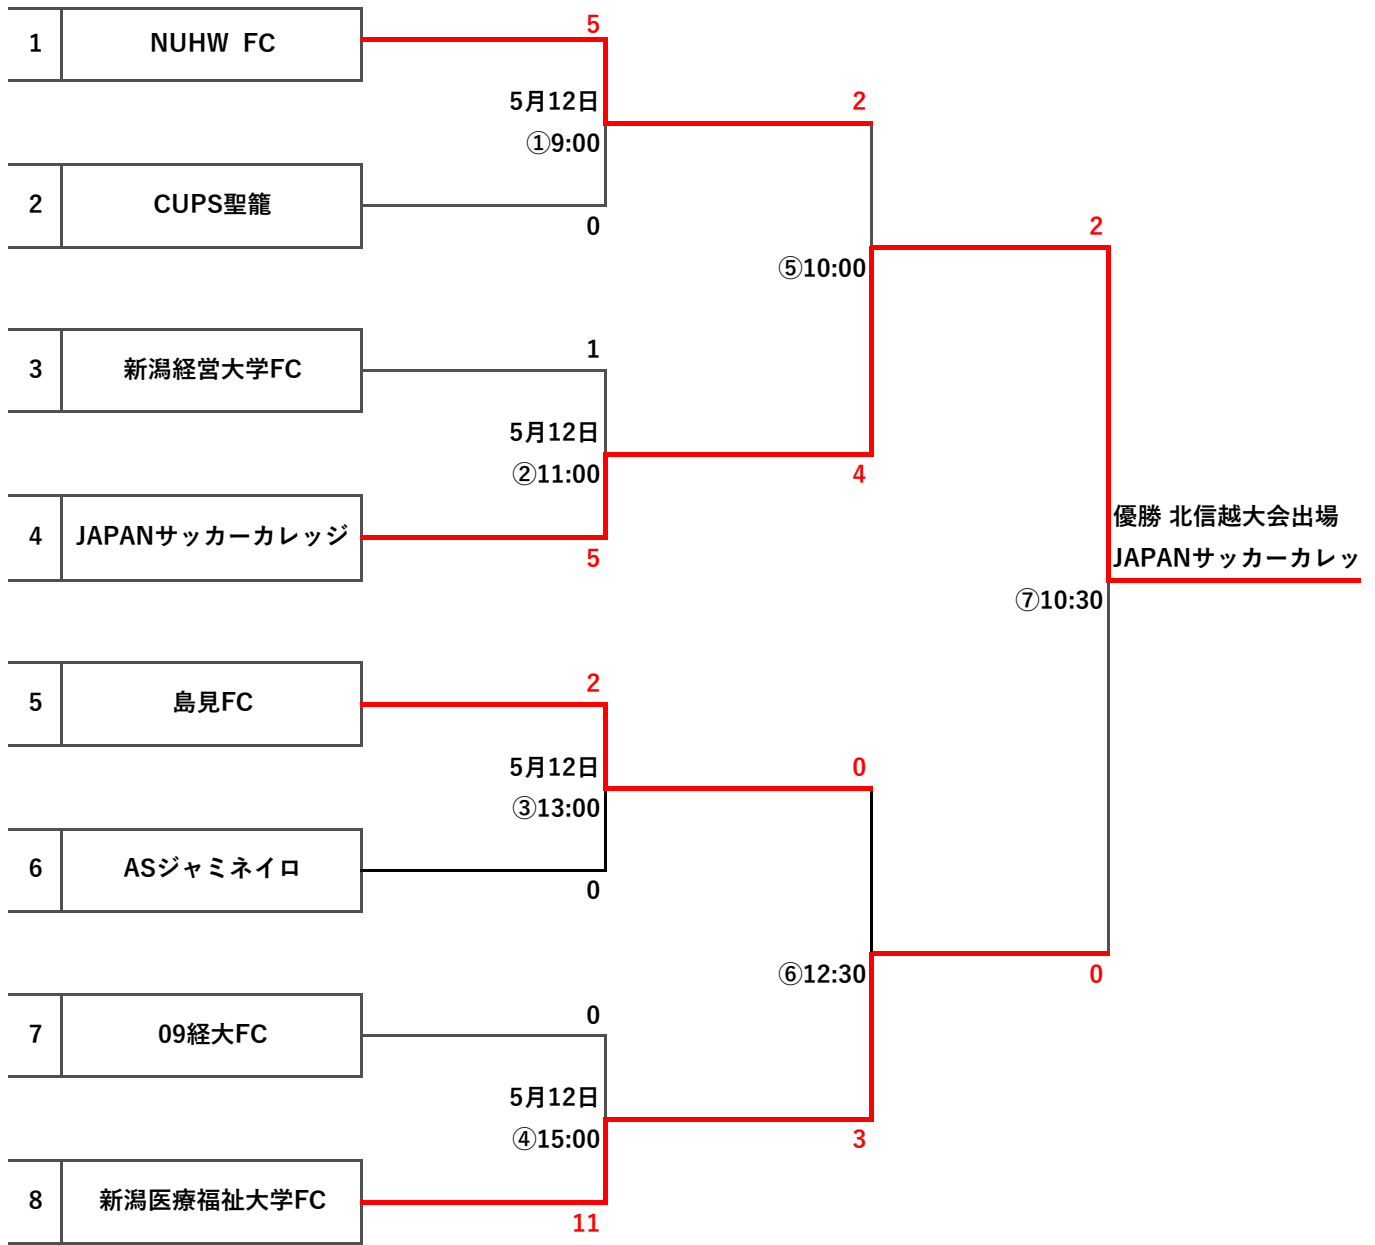 5
1 NUHW FC
5月12日
2
①9:00
2 CUPS聖籠
0
2
⑤10:00
1
3 新潟経営大学FC
5月12日
②11:00
4
4 JAPANサッカーカレッジ
5
優勝 北信越大会出場
JAPANサッカーカレッ
⑦10:30
2
5 島見FC
5月12日
0
③13:00
6 ASジャミネイロ
0
⑥12:30
0
0
7 09経大FC
5月12日
④15:00
3
8 新潟医療福祉大学FC
11